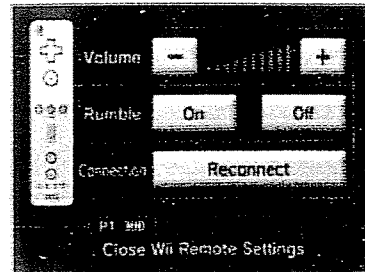 Volume - +
Rumble On Off
Connection Reconnect
P1
Close Wii Remote Settings